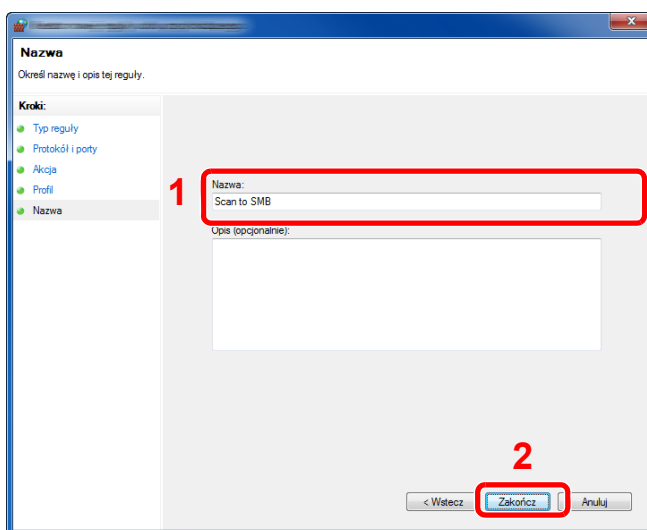 x
Nazwa
Określ nazwę i opis tej reguły.
Kroki:
Typ reguły
Protokół i porty
Akcja
Profil
Nazwa
1
Nazwa:
Scan to SMB
Opis (opcjonalnie):
2
< Wstecz
Zakończ
Anuluj